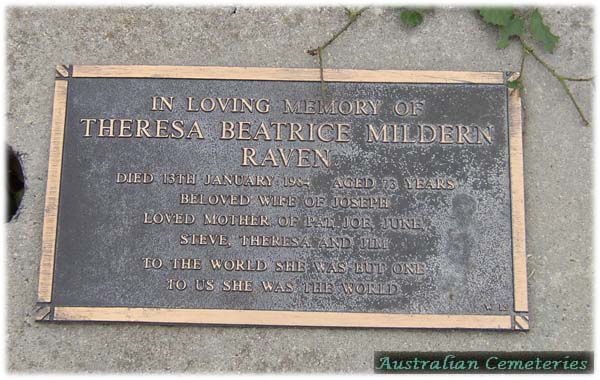 IN LOVING MEMORY OF
THERESA BEATRICE MILDERN
RAVEN
DIED 13TH JANUARY 1984 AGED 73 YEARS
BELOVED WIFE OF JOSEPH
LOVED MOTHER OF PAT, JOE, JUNE,
STEVE, THERESA AND JIM
TO THE WORLD SHE WAS BUT ONE
TO US SHE WAS THE WORLD
Australian Cemeteries